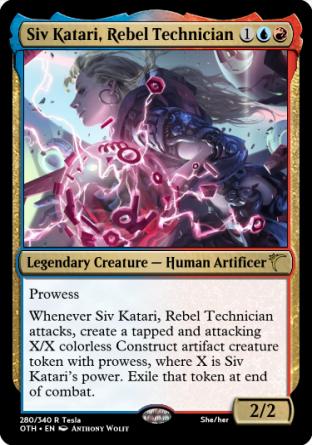 Siv Katari, Rebel Technician 1
Legendary Creature — Human Artificer
Prowess
Whenever Siv Katari, Rebel Technician
attacks, create a tapped and attacking
X/X colorless Construct artifact creature
token with prowess, where X is Siv
Katari's power. Exile that token at end
of combat.
2/2
280/340 R Tesla She/her
OTH • EN Anthony Wolff